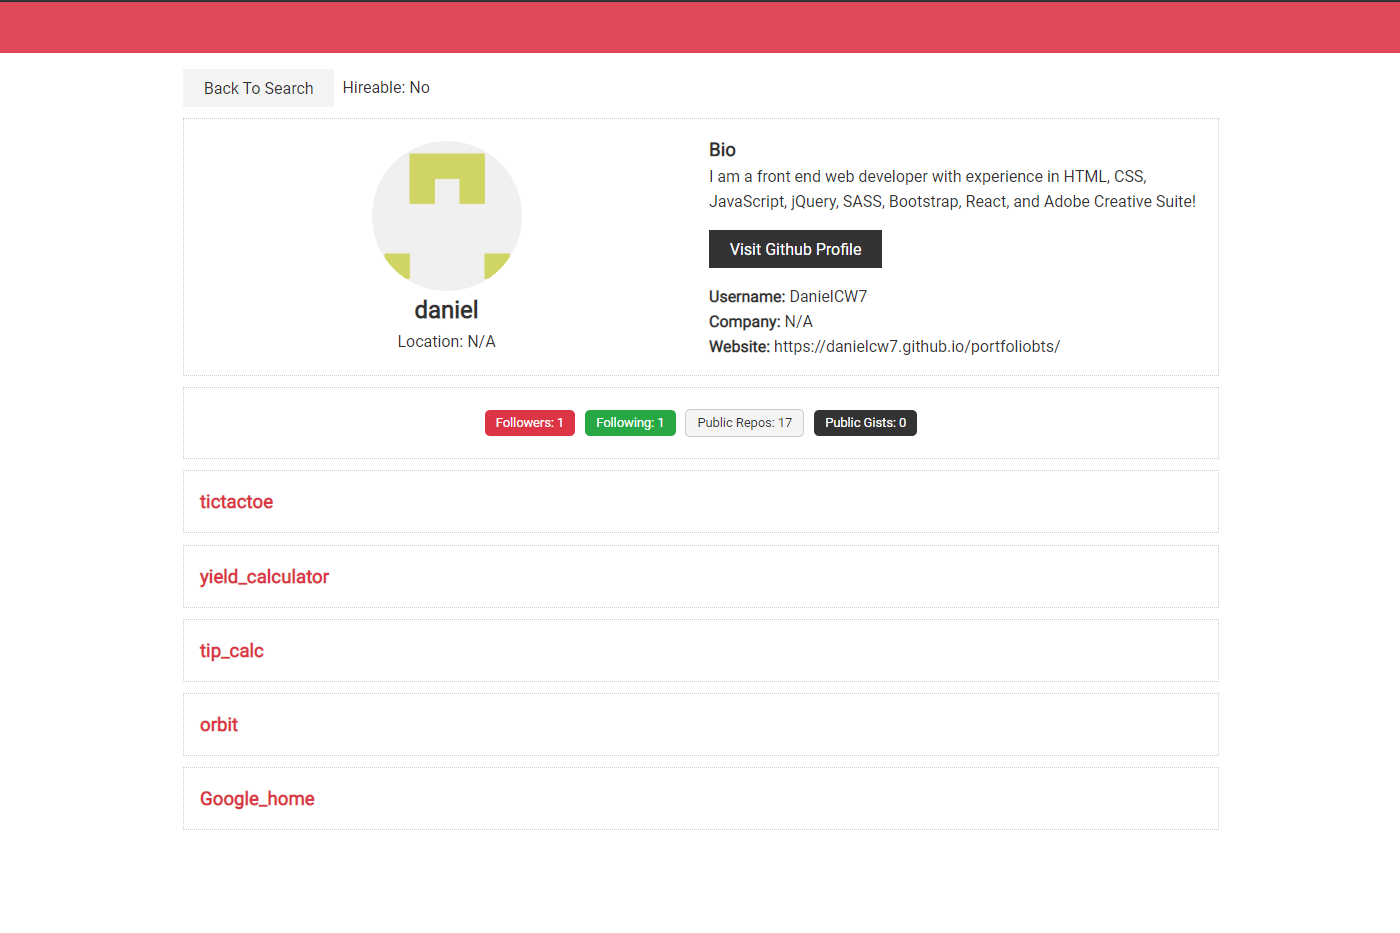 Back To Search Hireable: No
daniel
Location: N/A
Bio
I am a front end web developer with experience in HTML, CSS,
JavaScript, jQuery, SASS, Bootstrap, React, and Adobe Creative Suite!
Visit Github Profile
Username: DanielCW7
Company: N/A
Website: https://danielcw7.github.io/portfoliobts/
Followers: 1 Following: 1 Public Repos: 17 Public Gists: 0
tictactoe
yield_calculator
tip_calc
orbit
Google_home